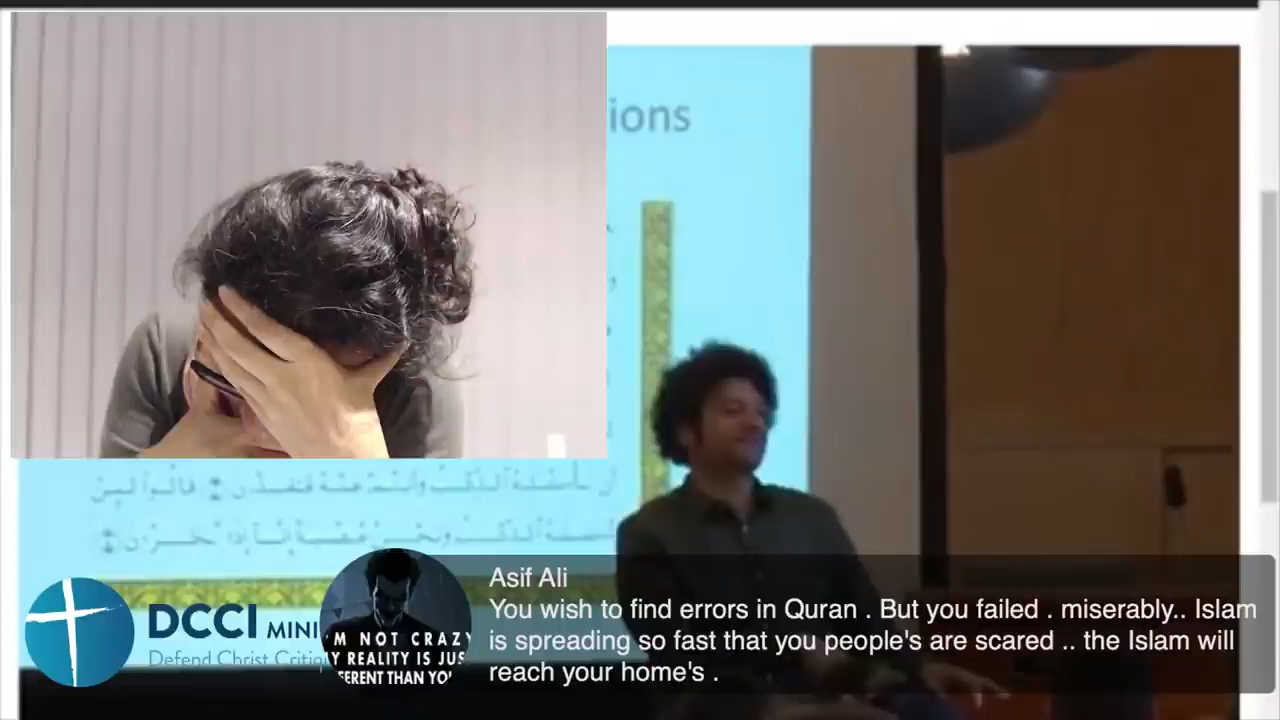 ions
DCCI MINI
Defend Christ Critiq
'M NOT CRAZY
Y REALITY IS JUS
FERENT THAN YO
Asif Ali
You wish to find errors in Quran . But you failed . miserably.. Islam
is spreading so fast that you people's are scared .. the Islam will
reach your home's .